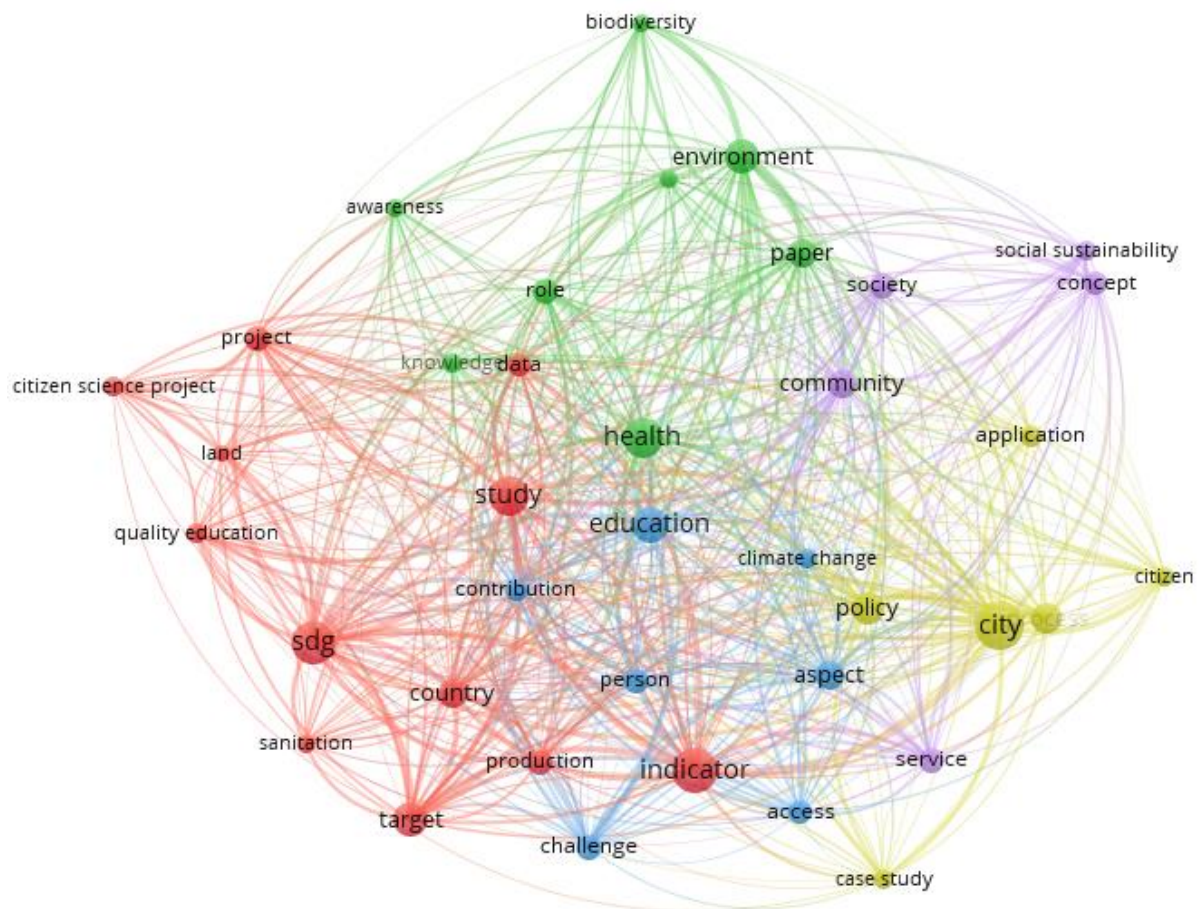 biodiversity
environment
awareness
paper
social sustainability
concept
society
role
project
knowledge
data
citizen science project
community
health
application
land
study
education
quality education
climate change
citizen
contribution
policy
city
sdg
aspect
person
country
sanitation
production
service
indicator
access
target
challenge
case study